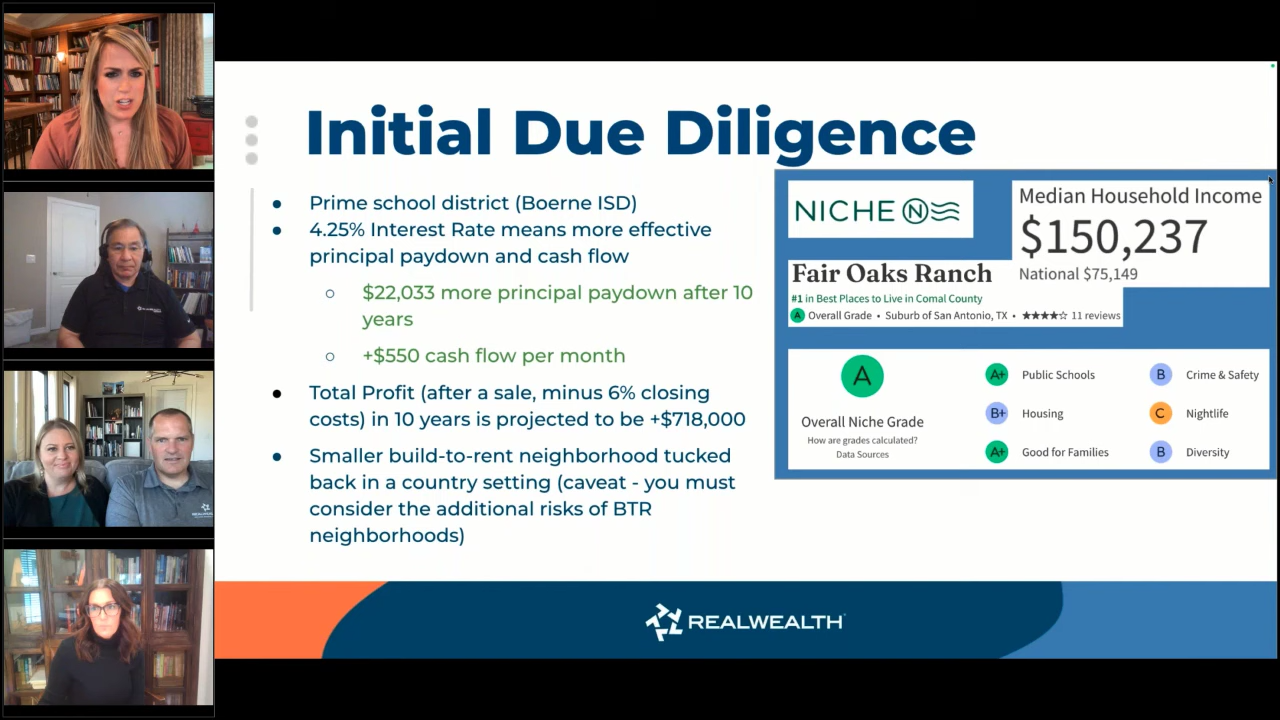 Initial Due Diligence
Prime school district (Boerne ISD)
4.25% Interest Rate means more effective
principal paydown and cash flow
$22,033 more principal paydown after 10
years
+$550 cash flow per month
Total Profit (after a sale, minus 6% closing
costs) in 10 years is projected to be +$718,000
Smaller build-to-rent neighborhood tucked
back in a country setting (caveat - you must
consider the additional risks of BTR
neighborhoods)
NICHE
Median Household Income
$150,237
National $75,149
Fair Oaks Ranch
#1 in Best Places to Live in Comal County
A Overall Grade • Suburb of San Antonio, TX • ★★★★☆ 11 reviews
A
Overall Niche Grade
How are grades calculated?
Data Sources
A+ Public Schools
B Crime & Safety
B+ Housing
C Nightlife
A+ Good for Families
B Diversity
REALWEALTH